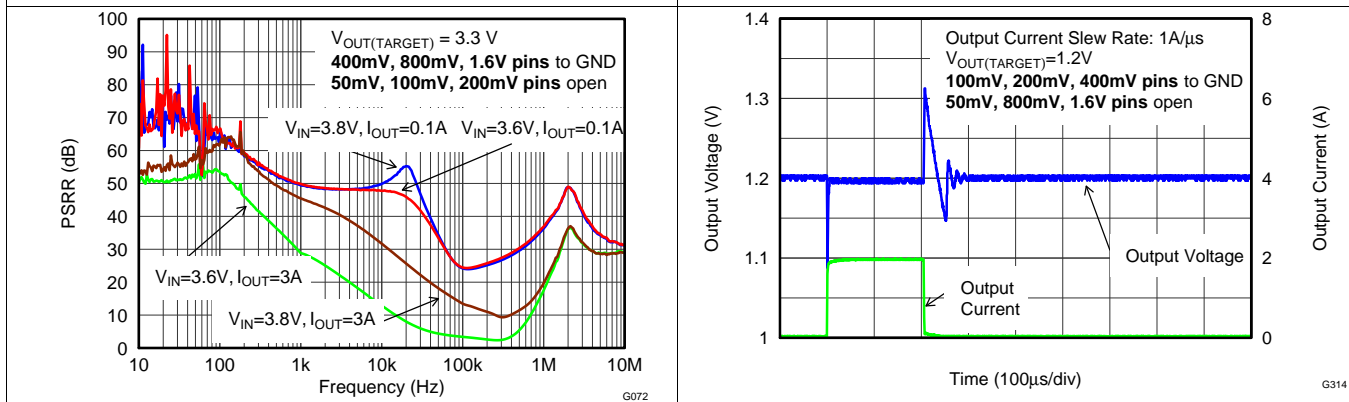 100
90
80
70
60
50
40
30
20
10
0
PSRR (dB)
V_OUT(TARGET) = 3.3 V
400mV, 800mV, 1.6V pins to GND
50mV, 100mV, 200mV pins open
V_IN=3.8V, I_OUT=0.1A
V_IN=3.6V, I_OUT=0.1A
V_IN=3.6V, I_OUT=3A
V_IN=3.8V, I_OUT=3A
10 100 1k 10k 100k 1M 10M
Frequency (Hz)
G072
1.4
1.3
1.2
1.1
1
Output Voltage (V)
Output Current Slew Rate: 1A/μs
V_OUT(TARGET)=1.2V
100mV, 200mV, 400mV pins to GND
50mV, 800mV, 1.6V pins open
Output Voltage
Output
Current
8
6
4
2
0
Output Current (A)
Time (100μs/div)
G314